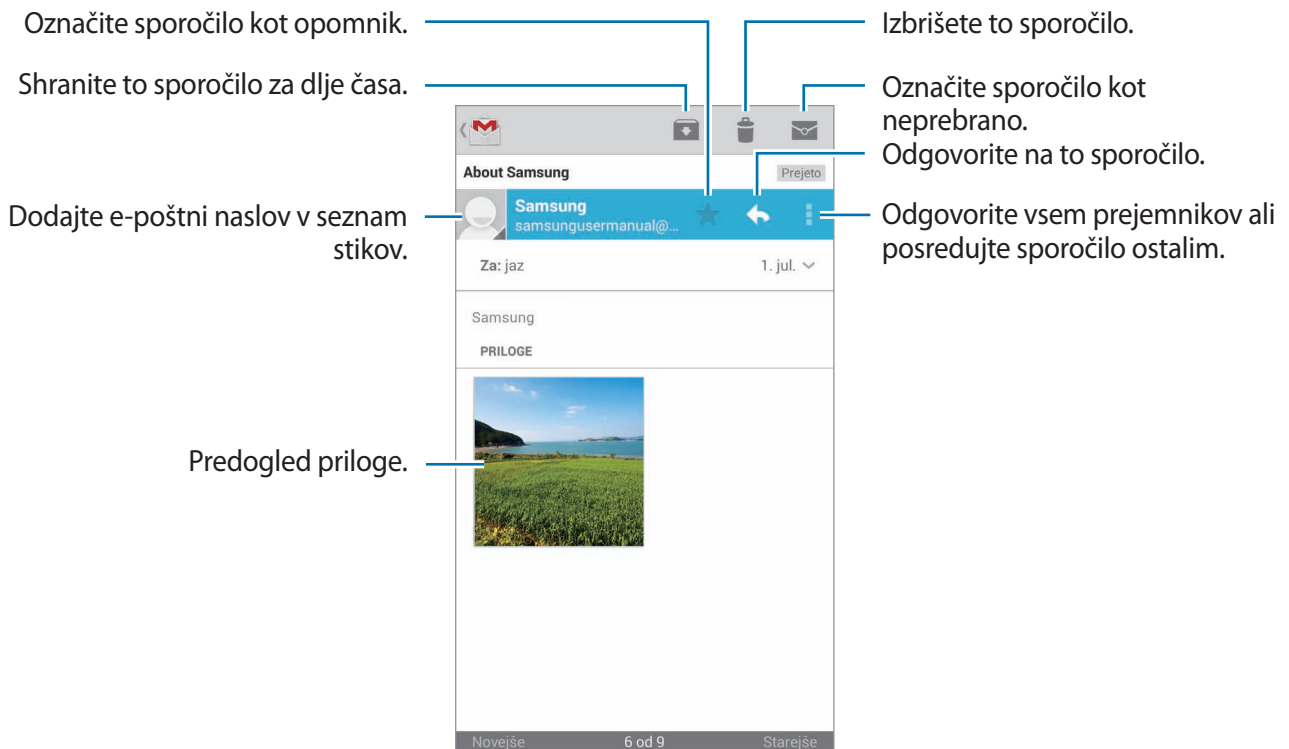 Označite sporočilo kot opomnik.
Shranite to sporočilo za dlje časa.
Dodajte e-poštni naslov v seznam
stikov.
Predogled priloge.
About Samsung
Prejeto
Samsung
samsungusermanual@...
Za: jaz
1. jul.
Samsung
PRILOGE
Novejše
6 od 9
Starejše
Izbrišete to sporočilo.
Označite sporočilo kot
neprebrano.
Odgovorite na to sporočilo.
Odgovorite vsem prejemnikov ali
posredujte sporočilo ostalim.